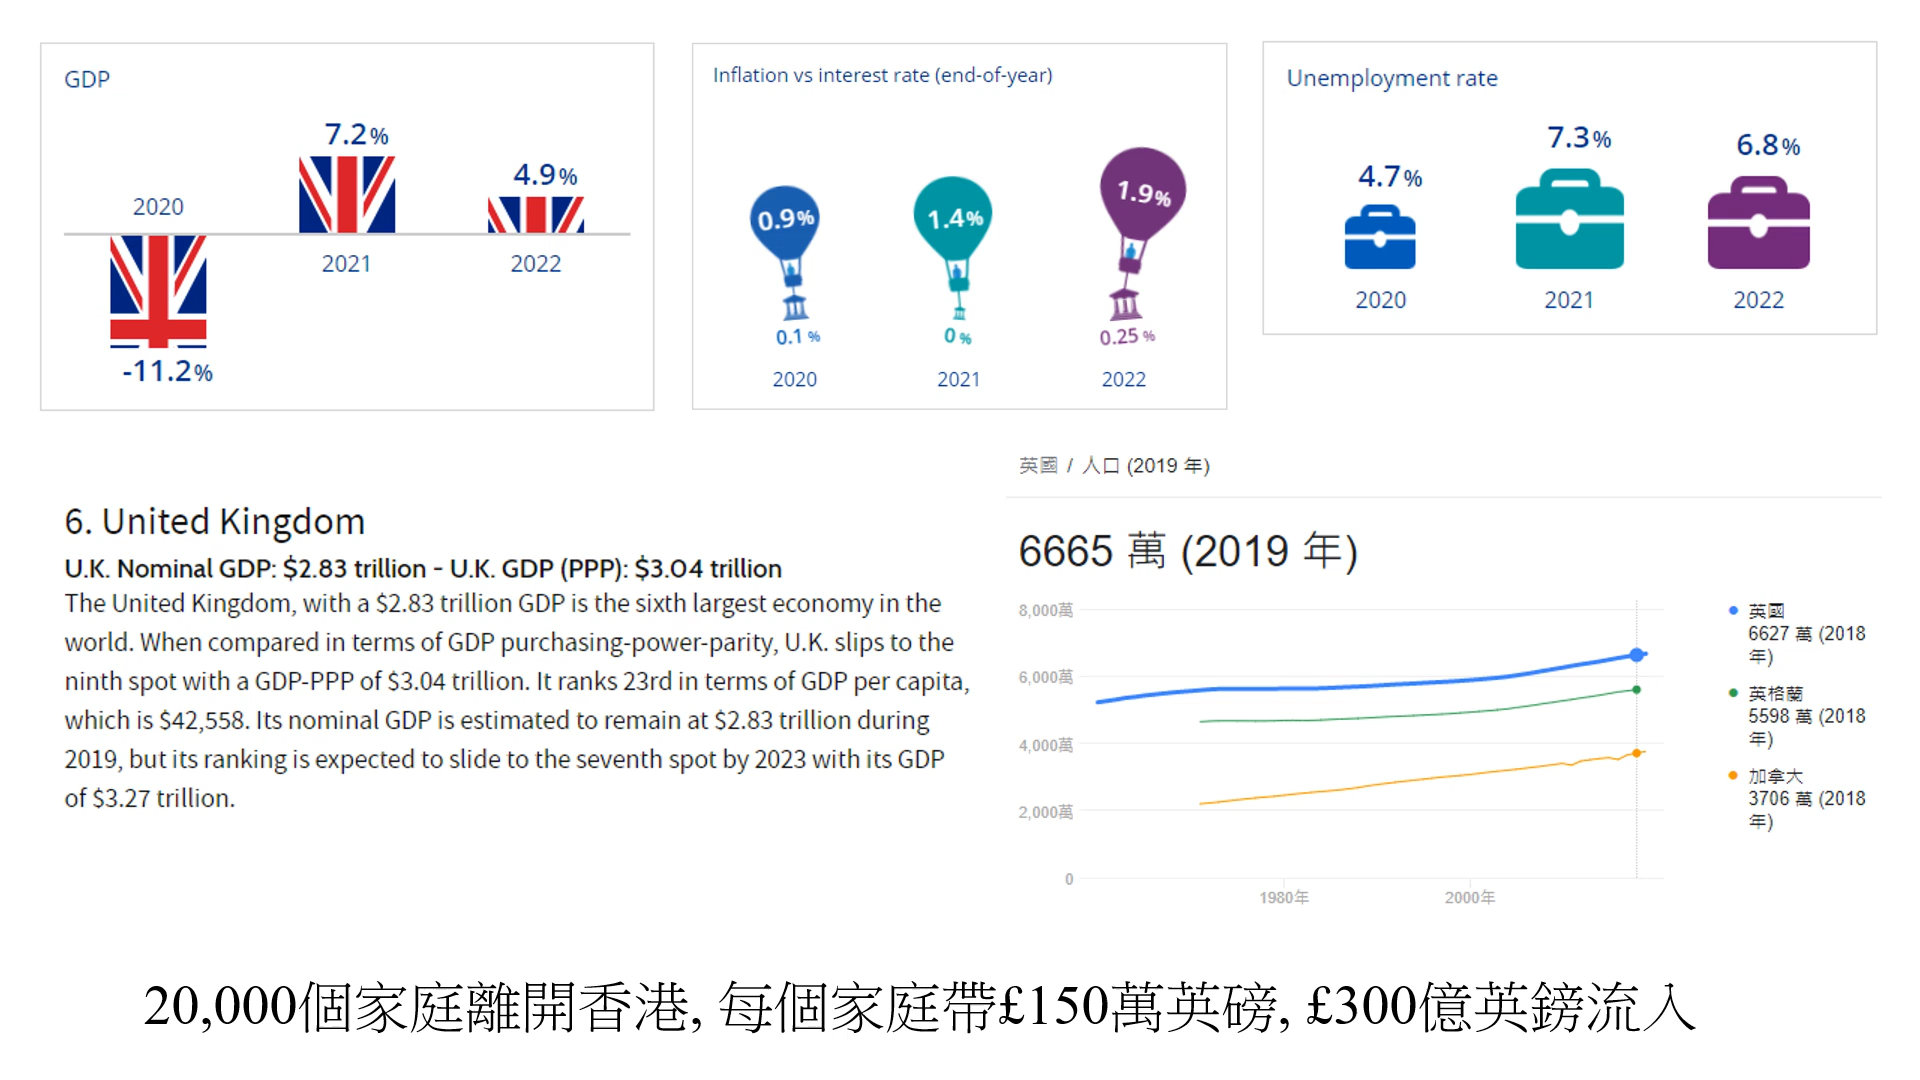 GDP
7.2%
4.9%
2020
2021
2022
-11.2%
Inflation vs interest rate (end-of-year)
0.9%
1.4%
1.9%
0.1 %
0 %
0.25 %
2020
2021
2022
Unemployment rate
4.7%
7.3%
6.8%
2020
2021
2022
6. United Kingdom
U.K. Nominal GDP: $2.83 trillion - U.K. GDP (PPP): $3.04 trillion
The United Kingdom, with a $2.83 trillion GDP is the sixth largest economy in the
world. When compared in terms of GDP purchasing-power-parity, U.K. slips to the
ninth spot with a GDP-PPP of $3.04 trillion. It ranks 23rd in terms of GDP per capita,
which is $42,558. Its nominal GDP is estimated to remain at $2.83 trillion during
2019, but its ranking is expected to slide to the seventh spot by 2023 with its GDP
of $3.27 trillion.
英國 / 人口 (2019 年)
6665 萬 (2019 年)
8,000萬
6,000萬
4,000萬
2,000萬
0
1980年
2000年
英國
6627 萬 (2018
年)
英格蘭
5598 萬 (2018
年)
加拿大
3706 萬 (2018
年)
20,000個家庭離開香港, 每個家庭帶£150萬英磅, £300億英鎊流入